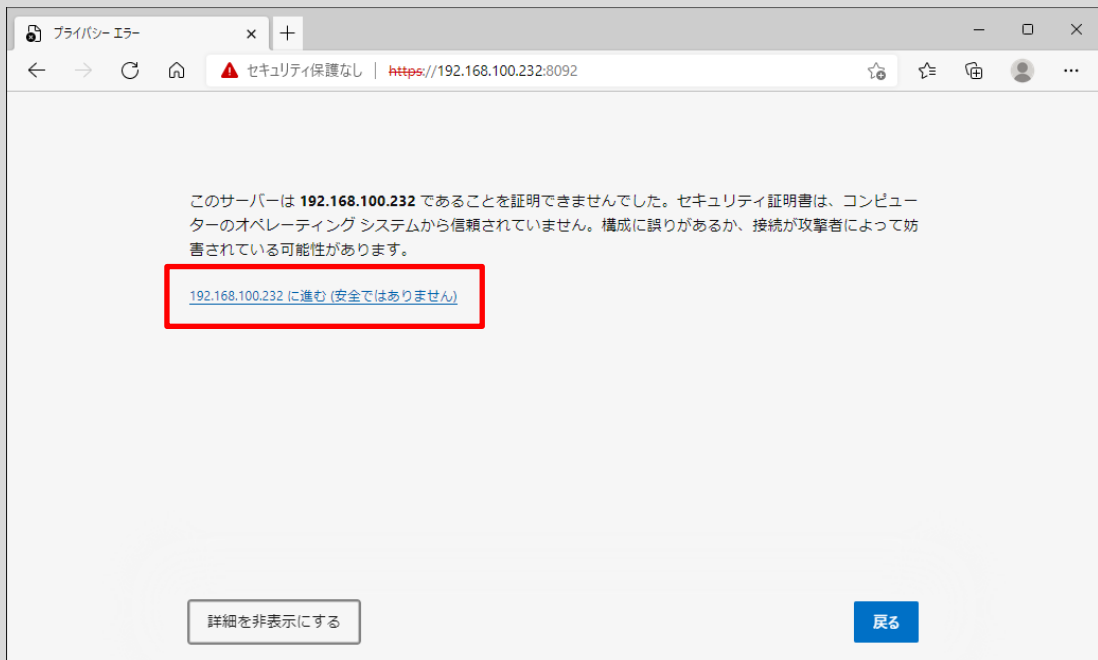 プライバシー エラー
セキュリティ保護なし | https://192.168.100.232:8092
このサーバーは 192.168.100.232 であることを証明できませんでした。セキュリティ証明書は、コンピュー
ターのオペレーティング システムから信頼されていません。構成に誤りがあるか、接続が攻撃者によって妨
害されている可能性があります。
192.168.100.232 に進む (安全ではありません)
詳細を非表示にする
戻る